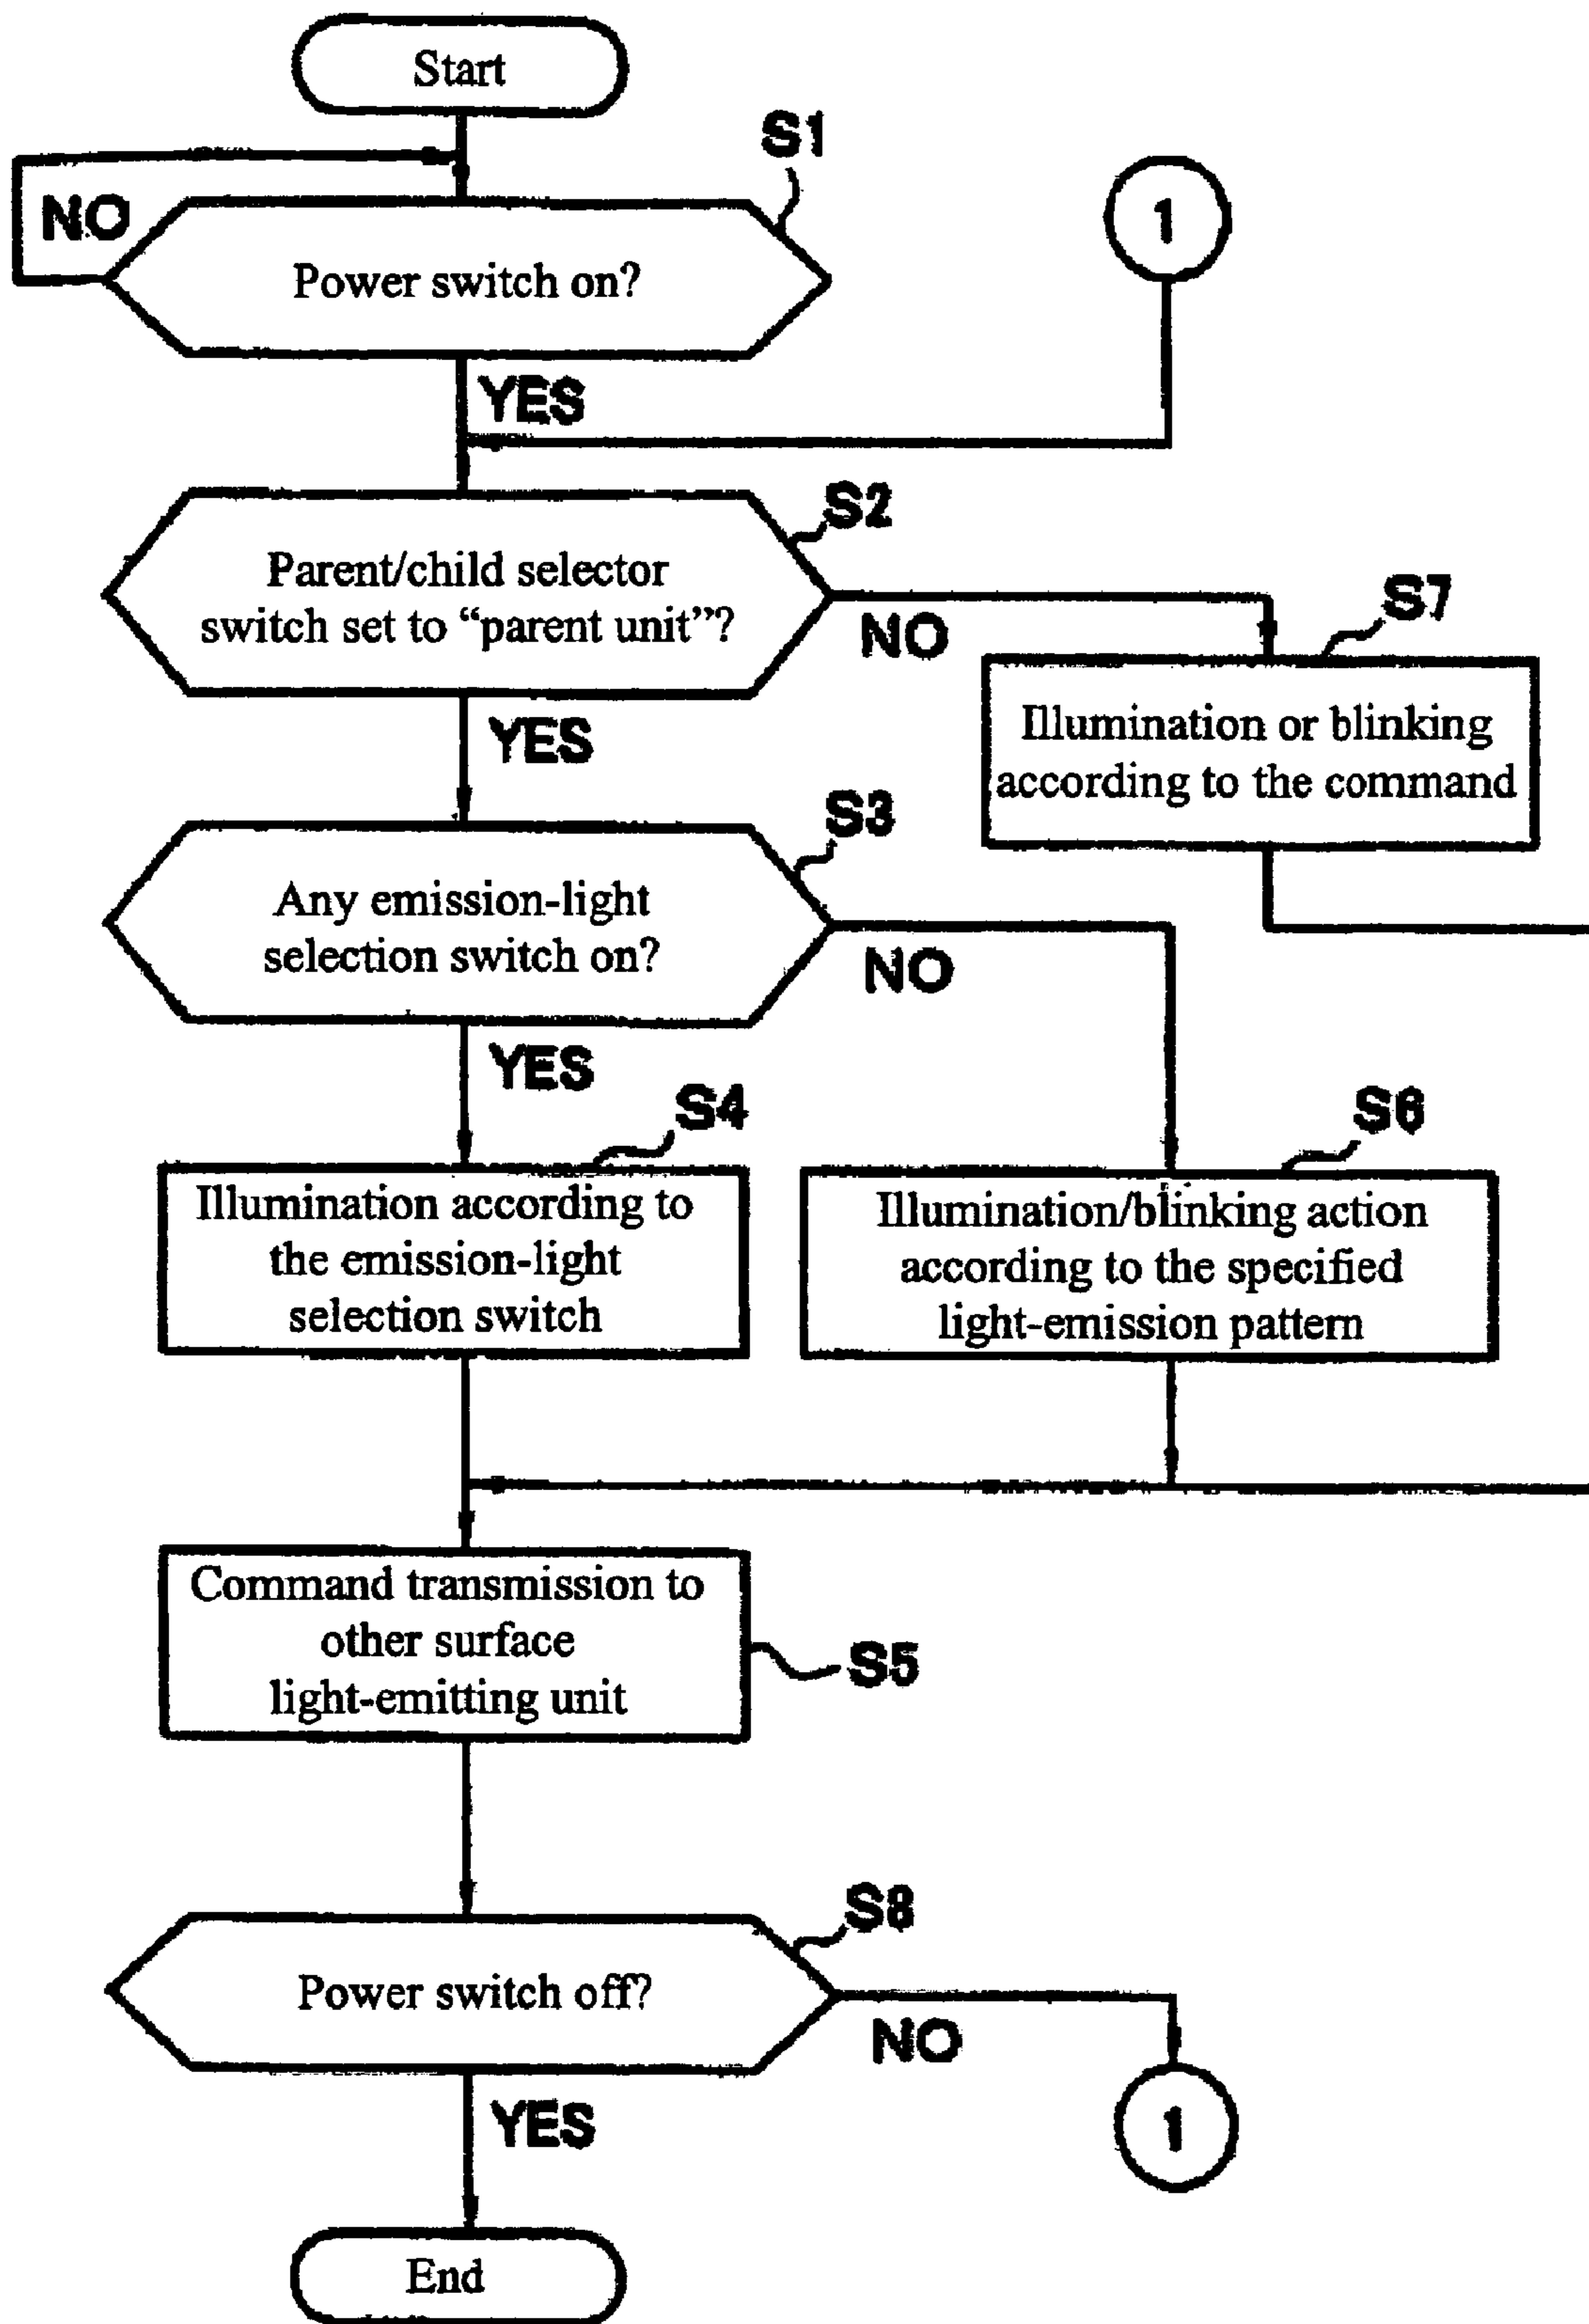 Start
S1
NO
Power switch on?
1
YES
S2
Parent/child selector
switch set to “parent unit”?
NO
S7
YES
Illumination or blinking
according to the command
S3
Any emission-light
selection switch on?
NO
YES
S4
S6
Illumination according to
the emission-light
selection switch
Illumination/blinking action
according to the specified
light-emission pattern
Command transmission to
other surface
light-emitting unit
S5
S8
Power switch off?
NO
YES
1
End